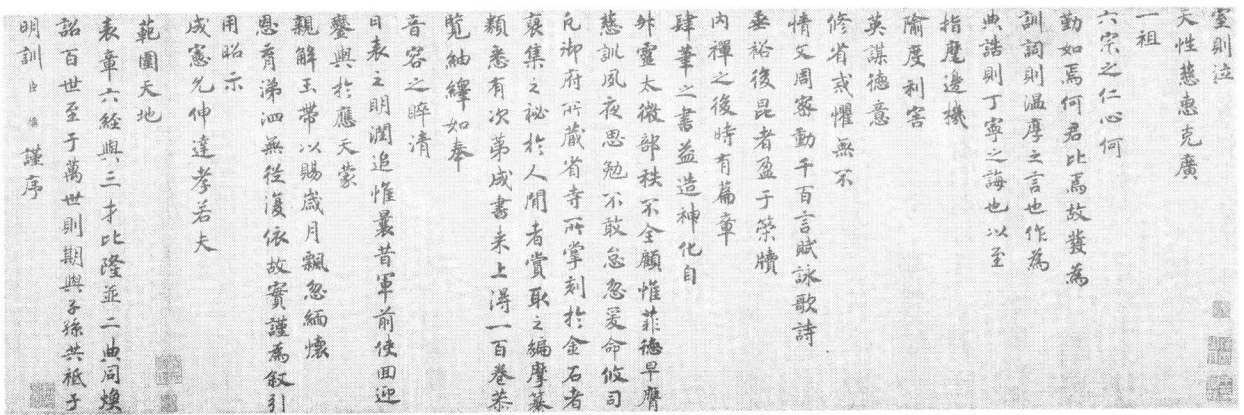 室則泣
天性慈惠克廣
一祖
六宗之仁心何
勤如焉何君比焉故發為
訓詞則溫厚之言也作為
典誥則丁寧之誨也以至
指麾邊機
隃度利害
英謀德意
修省戒懼無不
情文周密動千百言賦詠歌詩
垂裕後昆者盈于縈牘
內禪之後時有篇章
肆筆之書益造神化自
外靈太微部秩不全顧惟菲德早膺
慈訓夙夜思勉不敢怠忽爰命攸司
凡御府所藏省寺所掌刻於金石者
裒集之秘於人間者賞取之編摩纂
類悉有次第成書來上得一百卷恭
覽紬繹如奉
音容之睟清
日表之明潤追惟曩昔軍前使回迎
鑾輿於應天蒙
親解玉帶以賜歲月飄忽緬懷
恩育涕泗無從復依故實謹為敘引
用昭示
成憲允伸達孝若夫
範圍天地
表章六經與三才比隆並二典同煥
詒百世至于萬世則期與子孫共祗于
明訓臣 謹序